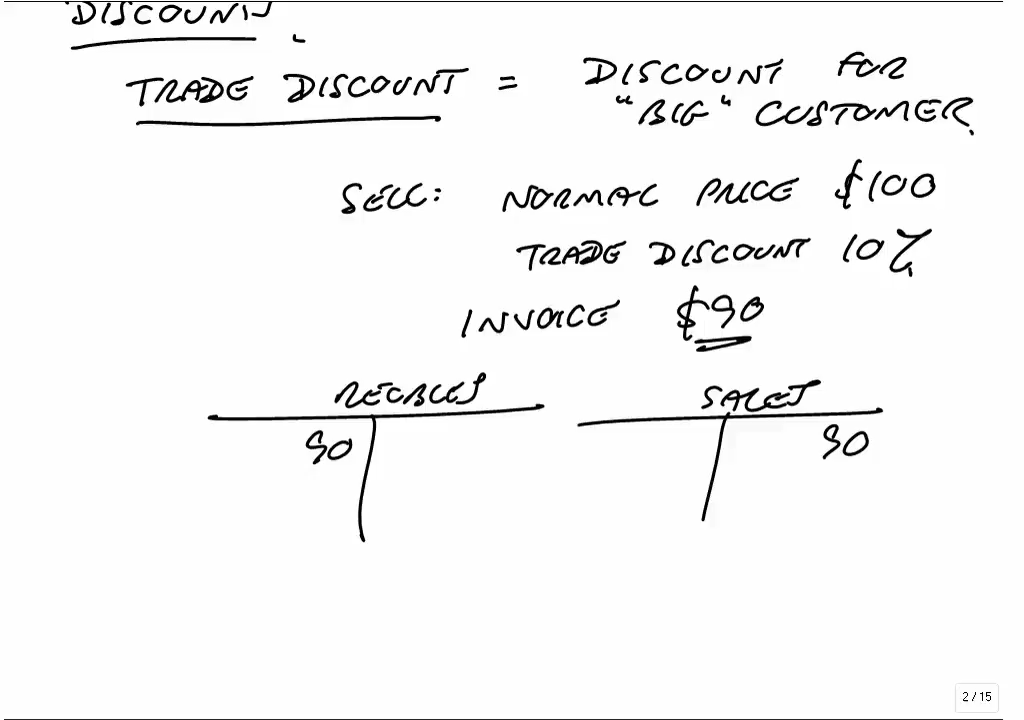 DISCOUNTS.
TRADE DISCOUNT = DISCOUNT FOR
"BIG" CUSTOMER.
SELL: NORMAL PRICE $100
TRADE DISCOUNT 10%
INVOICE $90
RECBLES SALES
90 90
2 / 15